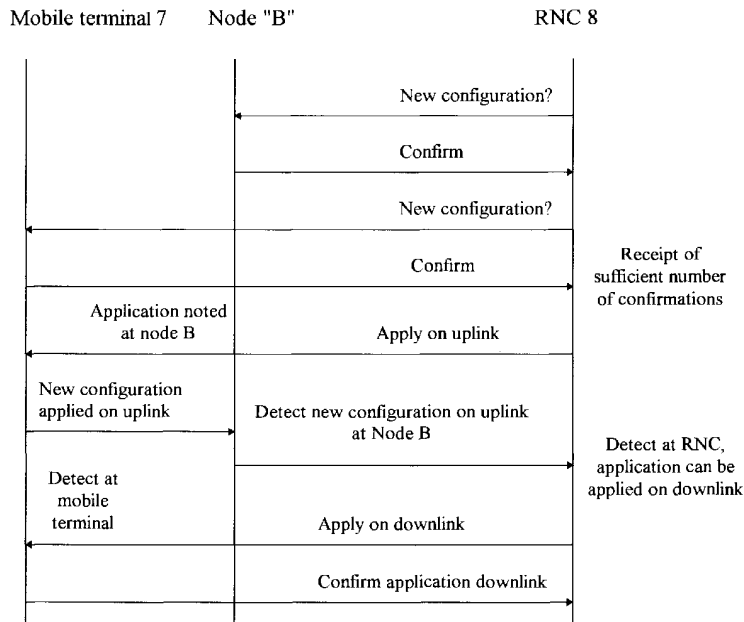 Mobile terminal 7
Node "B"
RNC 8
New configuration?
Confirm
New configuration?
Confirm
Receipt of
sufficient number
of confirmations
Application noted
at node B
Apply on uplink
New configuration
applied on uplink
Detect new configuration on uplink
at Node B
Detect at RNC,
application can be
applied on downlink
Detect at
mobile
terminal
Apply on downlink
Confirm application downlink